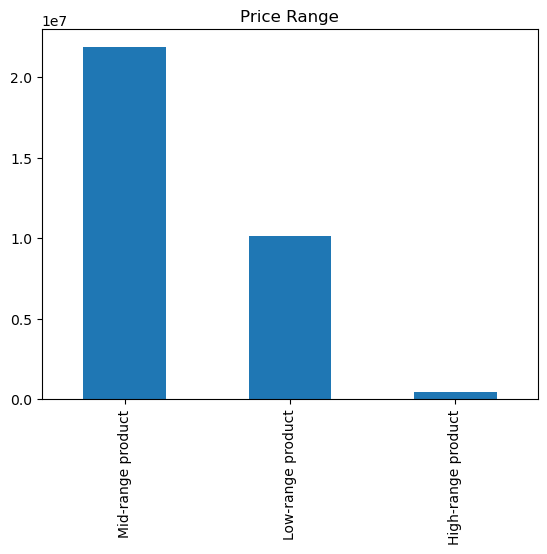 Price Range
1e7
2.0
1.5
1.0
0.5
0.0
Mid-range product
Low-range product
High-range product